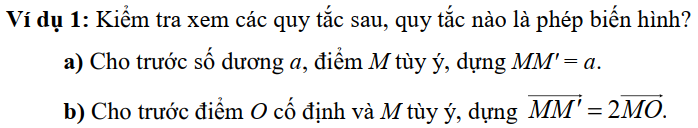 Ví dụ 1: Kiểm tra xem các quy tắc sau, quy tắc nào là phép biến hình?
a) Cho trước số dương a, điểm M tùy ý, dựng MM' = a.
b) Cho trước điểm O cố định và M tùy ý, dựng $\overrightarrow{MM'} = 2\overrightarrow{MO}$.